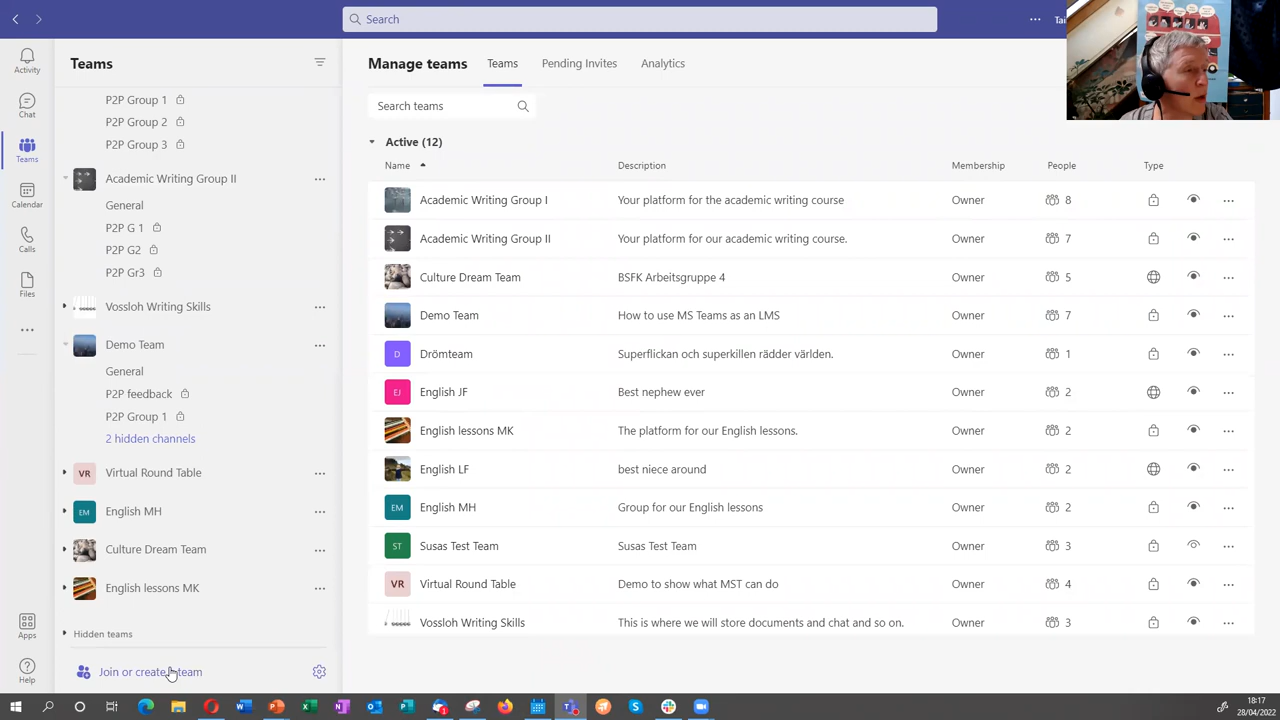 Search
Tai
Activity
Chat
Teams
Calendar
Calls
Files
Apps
Help
Teams
P2P Group 1
P2P Group 2
P2P Group 3
Academic Writing Group II
General
P2P G 1
P2P G2
P2P Gr3
Vossloh Writing Skills
Demo Team
General
P2P feedback
P2P Group 1
2 hidden channels
VR Virtual Round Table
EM English MH
Culture Dream Team
English lessons MK
Hidden teams
Join or create a team
Manage teams Teams Pending Invites Analytics
Search teams
Active (12)
Name Description Membership People Type
Academic Writing Group I Your platform for the academic writing course Owner 8
Academic Writing Group II Your platform for our academic writing course. Owner 7
Culture Dream Team BSFK Arbeitsgruppe 4 Owner 5
Demo Team How to use MS Teams as an LMS Owner 7
D Drömteam Superflickan och superkillen rädder världen. Owner 1
EJ English JF Best nephew ever Owner 2
English lessons MK The platform for our English lessons. Owner 2
English LF best niece around Owner 2
EM English MH Group for our English lessons Owner 2
ST Susas Test Team Susas Test Team Owner 3
VR Virtual Round Table Demo to show what MST can do Owner 4
Vossloh Writing Skills This is where we will store documents and chat and so on. Owner 3
18:17
28/04/2022